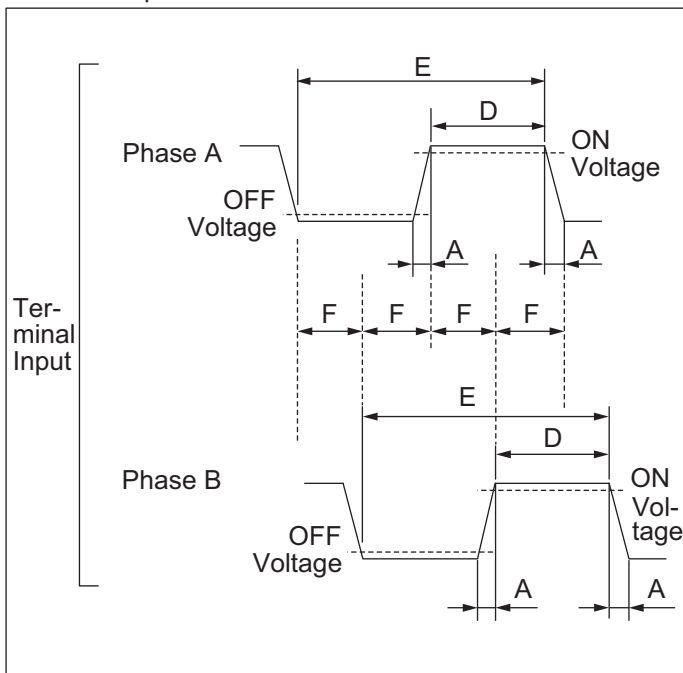 E
D
Phase A
ON
Voltage
OFF
Voltage
A
A
Ter-
minal
Input
F
F
F
F
E
D
Phase B
ON
Vol-
tage
OFF
Voltage
A
A